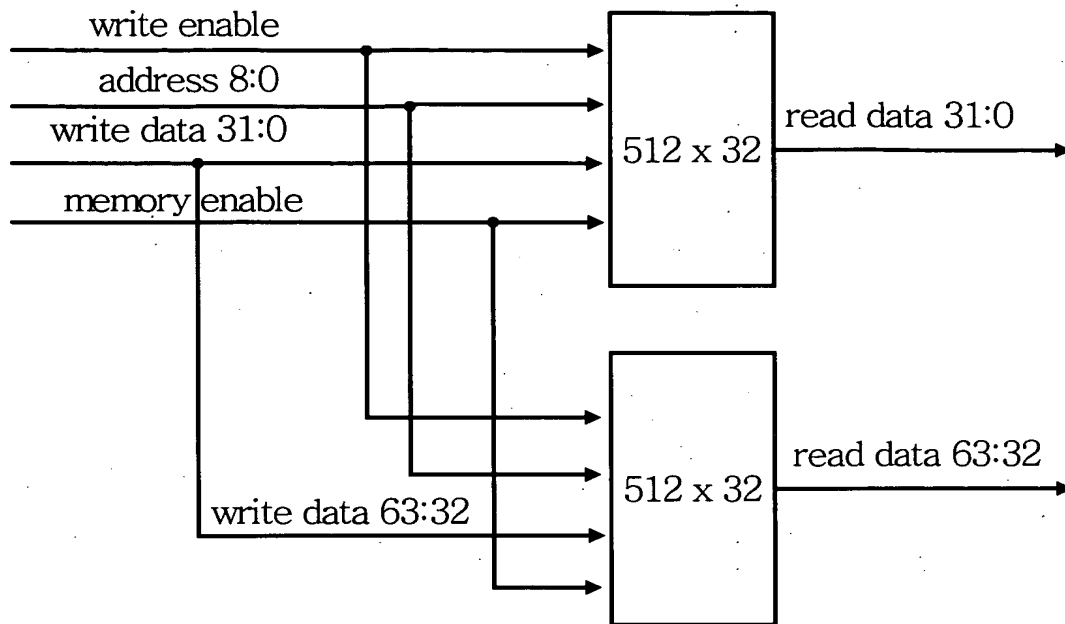 write enable
address 8:0
write data 31:0
memory enable
512 x 32
read data 31:0
512 x 32
read data 63:32
write data 63:32